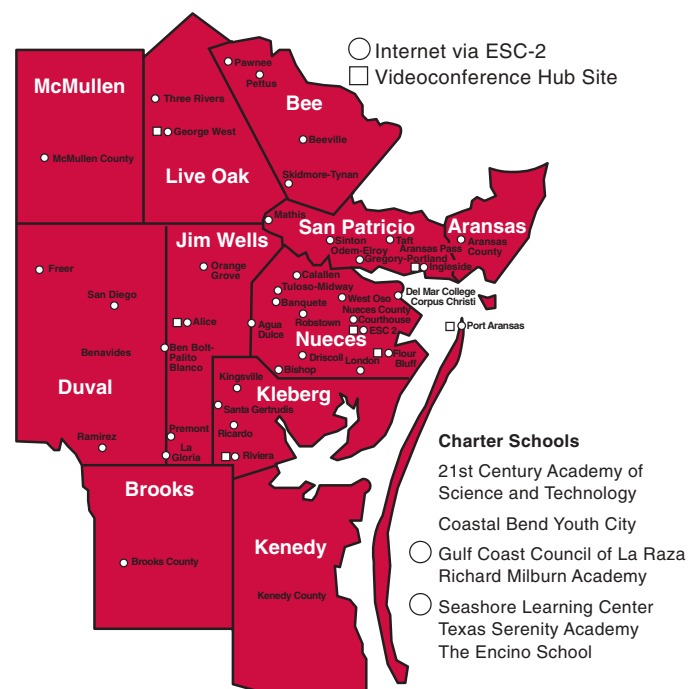 Internet via ESC-2
Videoconference Hub Site
McMullen
McMullen County
Three Rivers
George West
Live Oak
Pawnee
Pettus
Bee
Beeville
Skidmore-Tynan
Mathis
San Patricio
Sinton
Taft
Odem-Elroy
Aransas Pass
Gregory-Portland
Ingleside
Aransas
Aransas
County
Jim Wells
Orange
Grove
Alice
Ben Bolt-
Palito
Blanco
Premont
La
Gloria
Freer
San Diego
Benavides
Duval
Ramirez
Calallen
Tuloso-Midway
Banquete
West Oso
Nueces County
Courthouse
Robstown
ESC 2
Agua
Dulce
Nueces
Driscoll
London
Flour
Bluff
Bishop
Del Mar College
Corpus Christi
Port Aransas
Kingsville
Kleberg
Santa Gertrudis
Ricardo
Riviera
Brooks
Brooks County
Kenedy
Kenedy County
Charter Schools
21st Century Academy of
Science and Technology
Coastal Bend Youth City
Gulf Coast Council of La Raza
Richard Milburn Academy
Seashore Learning Center
Texas Serenity Academy
The Encino School